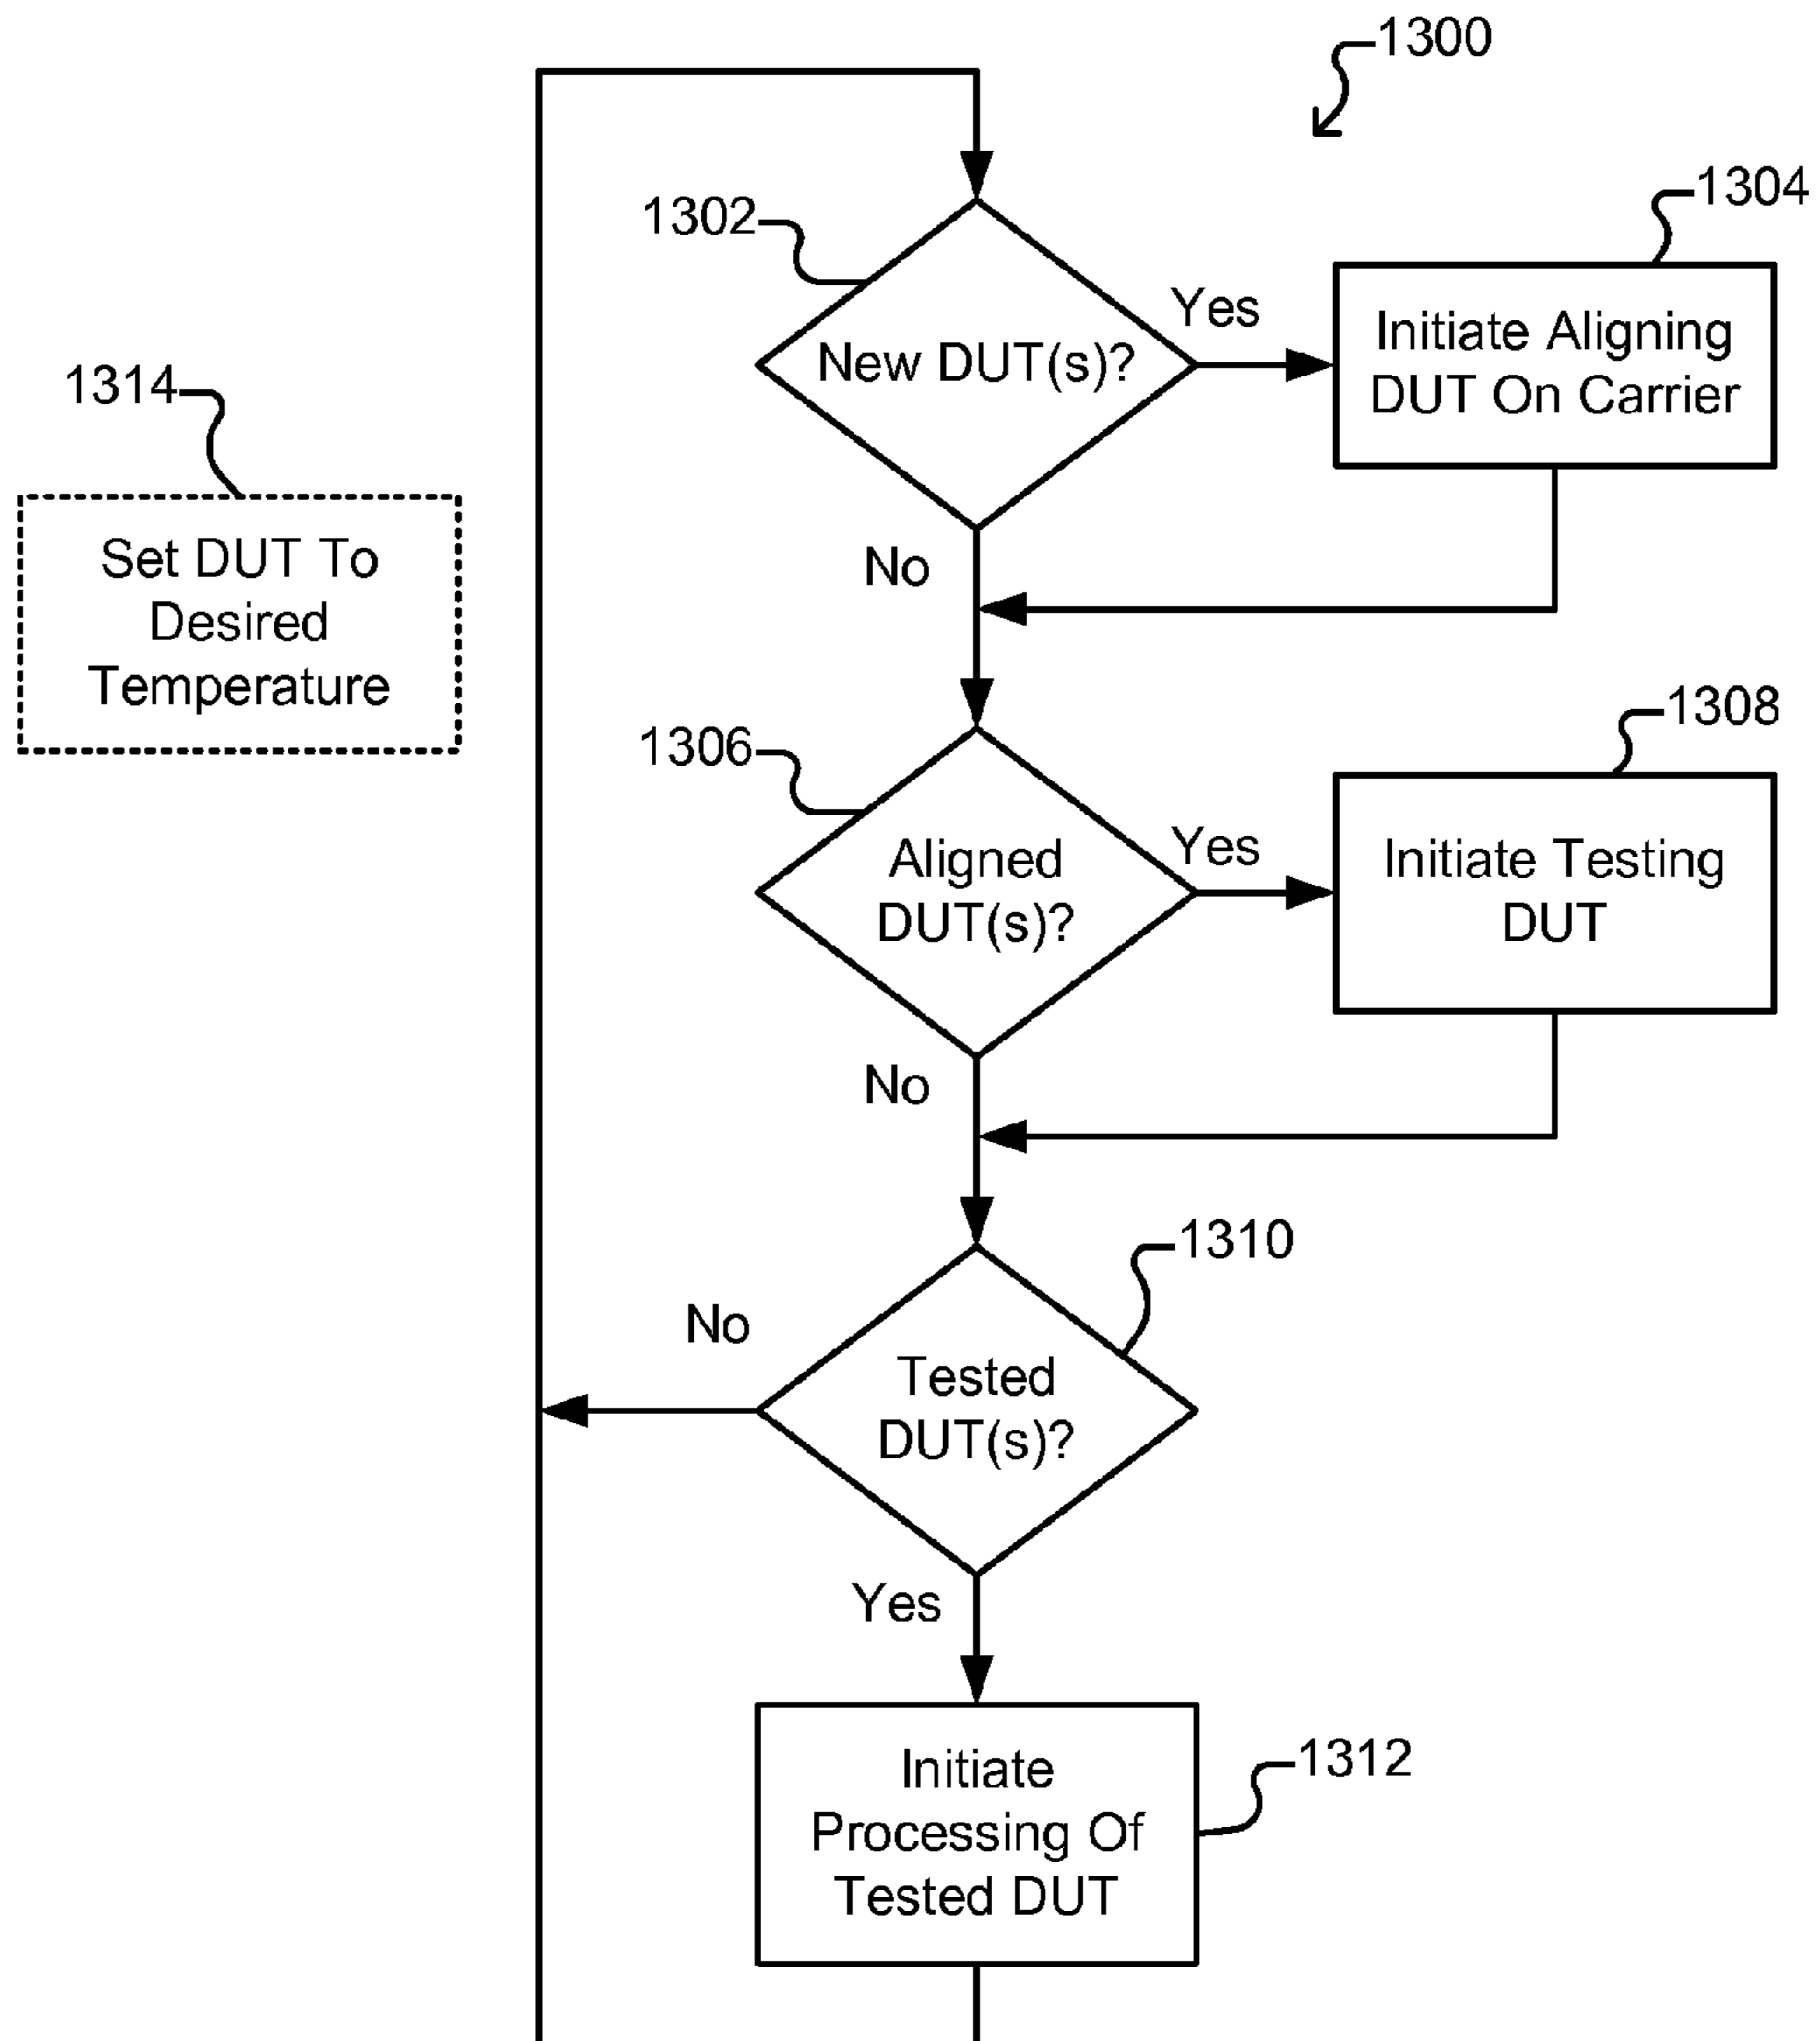 1300
1302
New DUT(s)?
Yes
1304
Initiate Aligning
DUT On Carrier
No
1314
Set DUT To
Desired
Temperature
1306
Aligned
DUT(s)?
Yes
1308
Initiate Testing
DUT
No
1310
Tested
DUT(s)?
No
Yes
1312
Initiate
Processing Of
Tested DUT